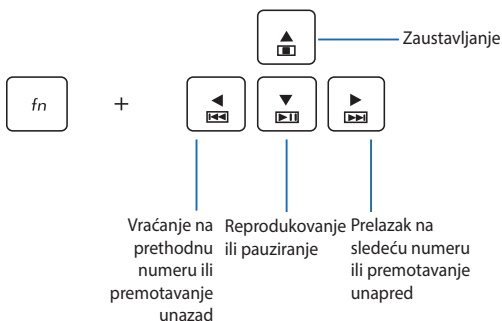 Zaustavljanje
fn
+
Vraćanje na
prethodnu
numeru ili
premotavanje
unazad
Reprodukovanje
ili pauziranje
Prelazak na
sledeću numeru
ili premotavanje
unapred